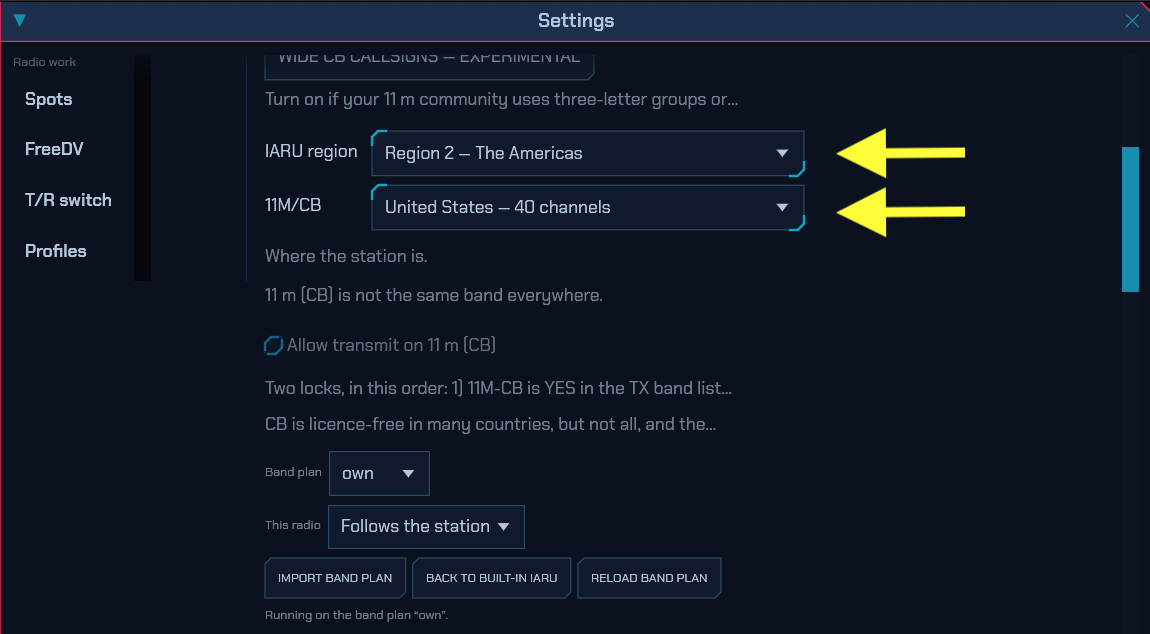 Settings
Radio work
Spots
FreeDV
T/R switch
Profiles
WIDE CB CALLSIGNS — EXPERIMENTAL
Turn on if your 11 m community uses three-letter groups or...
IARU region
Region 2 — The Americas
11M/CB
United States — 40 channels
Where the station is.
11 m (CB) is not the same band everywhere.
Allow transmit on 11 m (CB)
Two locks, in this order: 1) 11M-CB is YES in the TX band list...
CB is licence-free in many countries, but not all, and the...
Band plan
own
This radio
Follows the station
IMPORT BAND PLAN
BACK TO BUILT-IN IARU
RELOAD BAND PLAN
Running on the band plan “own”.